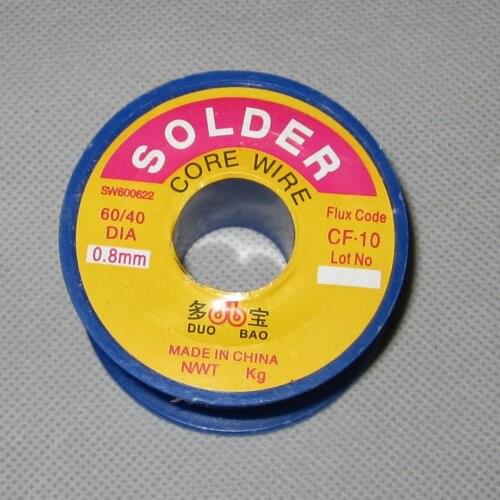 SOLDER
CORE WIRE
SW600622
60/40
DIA
0.8mm
Flux Code
CF-10
Lot No
多 db 宝
DUO BAO
MADE IN CHINA
N/WT Kg